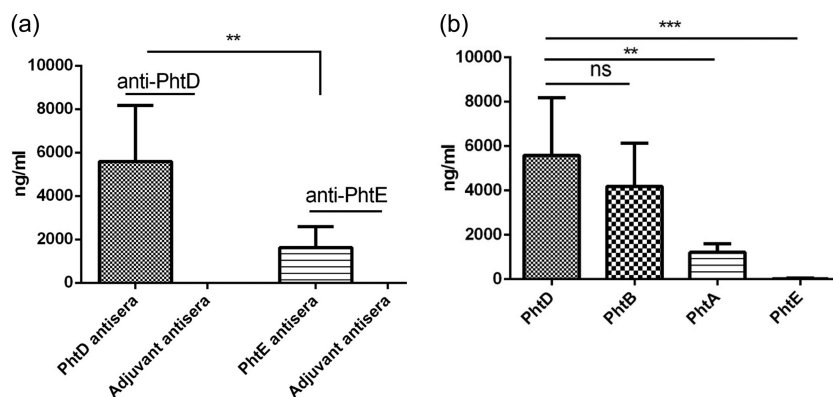 (a)
**
10000
8000
6000
4000
2000
0
ng/ml
anti-PhtD
anti-PhtE
PhtD antisera
Adjuvant antisera
PhtE antisera
Adjuvant antisera
(b)
***
**
ns
10000
8000
6000
4000
2000
0
ng/ml
PhtD
PhtB
PhtA
PhtE